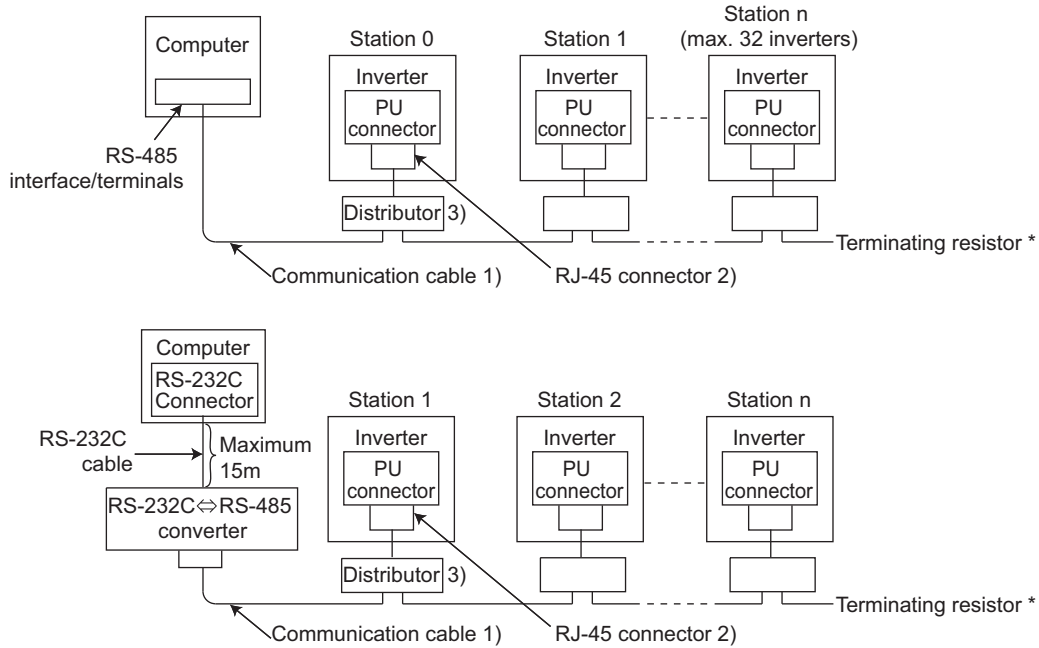 Computer
Station 0
Station 1
Station n
(max. 32 inverters)
Inverter
Inverter
Inverter
PU
connector
PU
connector
PU
connector
RS-485
interface/terminals
Distributor 3)
Terminating resistor *
Communication cable 1)
RJ-45 connector 2)
Computer
RS-232C
Connector
Station 1
Station 2
Station n
RS-232C
cable
Maximum
15m
Inverter
Inverter
Inverter
PU
connector
PU
connector
PU
connector
RS-232C⇔RS-485
converter
Distributor 3)
Terminating resistor *
Communication cable 1)
RJ-45 connector 2)